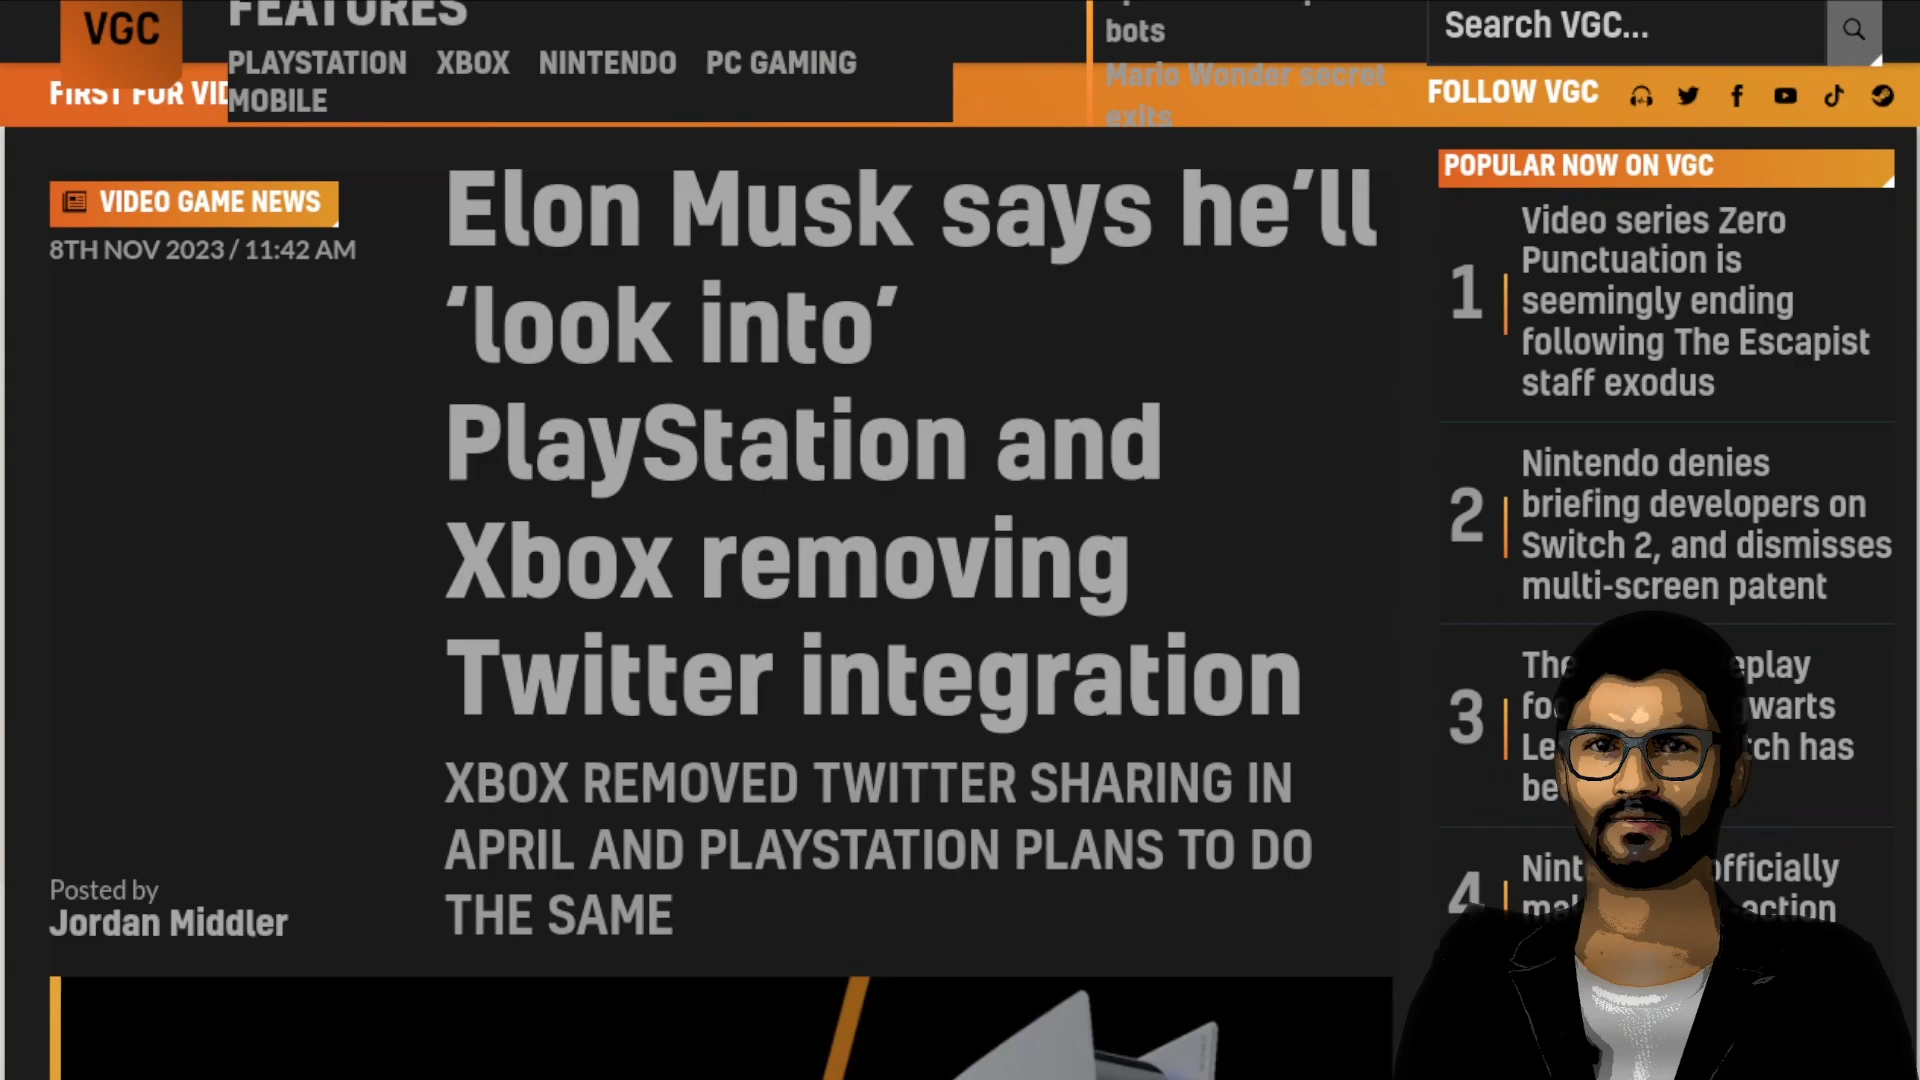 VGC
FEATURES
PLAYSTATION XBOX NINTENDO PC GAMING
MOBILE
bots
Mario Wonder secret
exits
Search VGC...
FIRST FOR
FOLLOW VGC
VIDEO GAME NEWS
8TH NOV 2023 / 11:42 AM
Elon Musk says he’ll
‘look into’
PlayStation and
Xbox removing
Twitter integration
XBOX REMOVED TWITTER SHARING IN
APRIL AND PLAYSTATION PLANS TO DO
THE SAME
Posted by
Jordan Middler
POPULAR NOW ON VGC
1
Video series Zero
Punctuation is
seemingly ending
following The Escapist
staff exodus
2
Nintendo denies
briefing developers on
Switch 2, and dismisses
multi-screen patent
3
has
4
officially